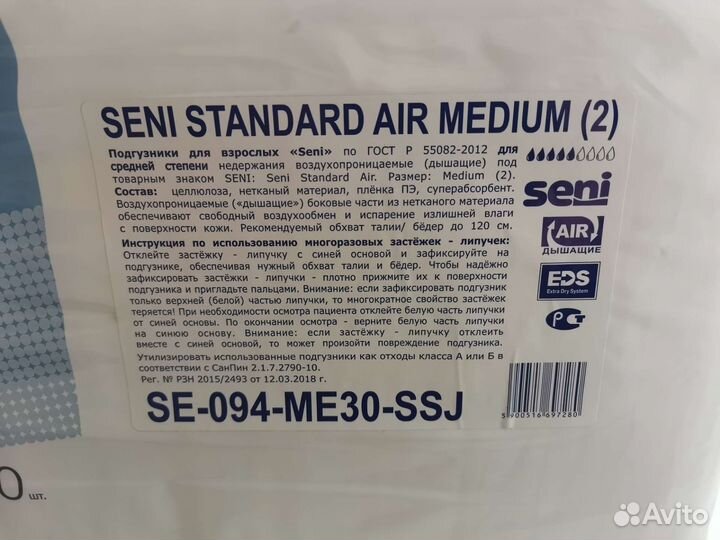 SENI STANDARD AIR MEDIUM (2)
Подгузники для взрослых «Seni» по ГОСТ Р 55082-2012 для
средней степени недержания воздухопроницаемые (дышащие) под
товарным знаком SENI: Seni Standard Air. Размер: Medium (2).
Состав: целлюлоза, нетканый материал, плёнка ПЭ, суперабсорбент.
Воздухопроницаемые («дышащие») боковые части из нетканого материала
обеспечивают свободный воздухообмен и испарение излишней влаги
с поверхности кожи. Рекомендуемый обхват талии/ бёдер до 120 см.
Инструкция по использованию многоразовых застёжек - липучек:
Отклейте застёжку - липучку с синей основой и зафиксируйте на
подгузнике, обеспечивая нужный обхват талии и бёдер. Чтобы надёжно
зафиксировать застёжки - липучки - плотно прижмите их к поверхности
подгузника и пригладьте пальцами. Внимание: если зафиксировать подгузник
только верхней (белой) частью липучки, то многократное свойство застёжек
теряется! При необходимости осмотра пациента отклейте белую часть липучки
от синей основы. По окончании осмотра - верните белую часть липучки
на синюю основу. Внимание: если застёжку - липучку отклеить
вместе с синей основой, то может произойти повреждение подгузника.
Утилизировать использованные подгузники как отходы класса А или Б в
соответствии с СанПин 2.1.7.2790-10.
Рег. № РЗН 2015/2493 от 12.03.2018 г.
SE-094-ME30-SSJ
seni
AIR
ДЫШАЩИЕ
EDS
Extra Dry System
РСТ
5 900516 697280
0 шт.
Avito